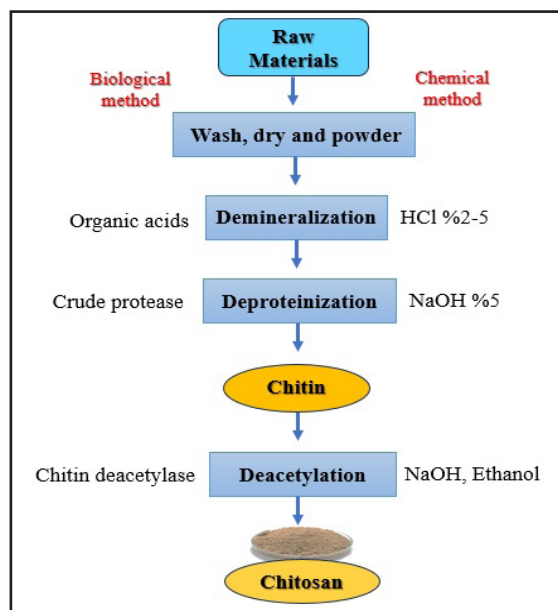 Raw
Materials
Biological
method
Chemical
method
Wash, dry and powder
Organic acids
Demineralization
HCl %2-5
Crude protease
Deproteinization
NaOH %5
Chitin
Chitin deacetylase
Deacetylation
NaOH, Ethanol
Chitosan